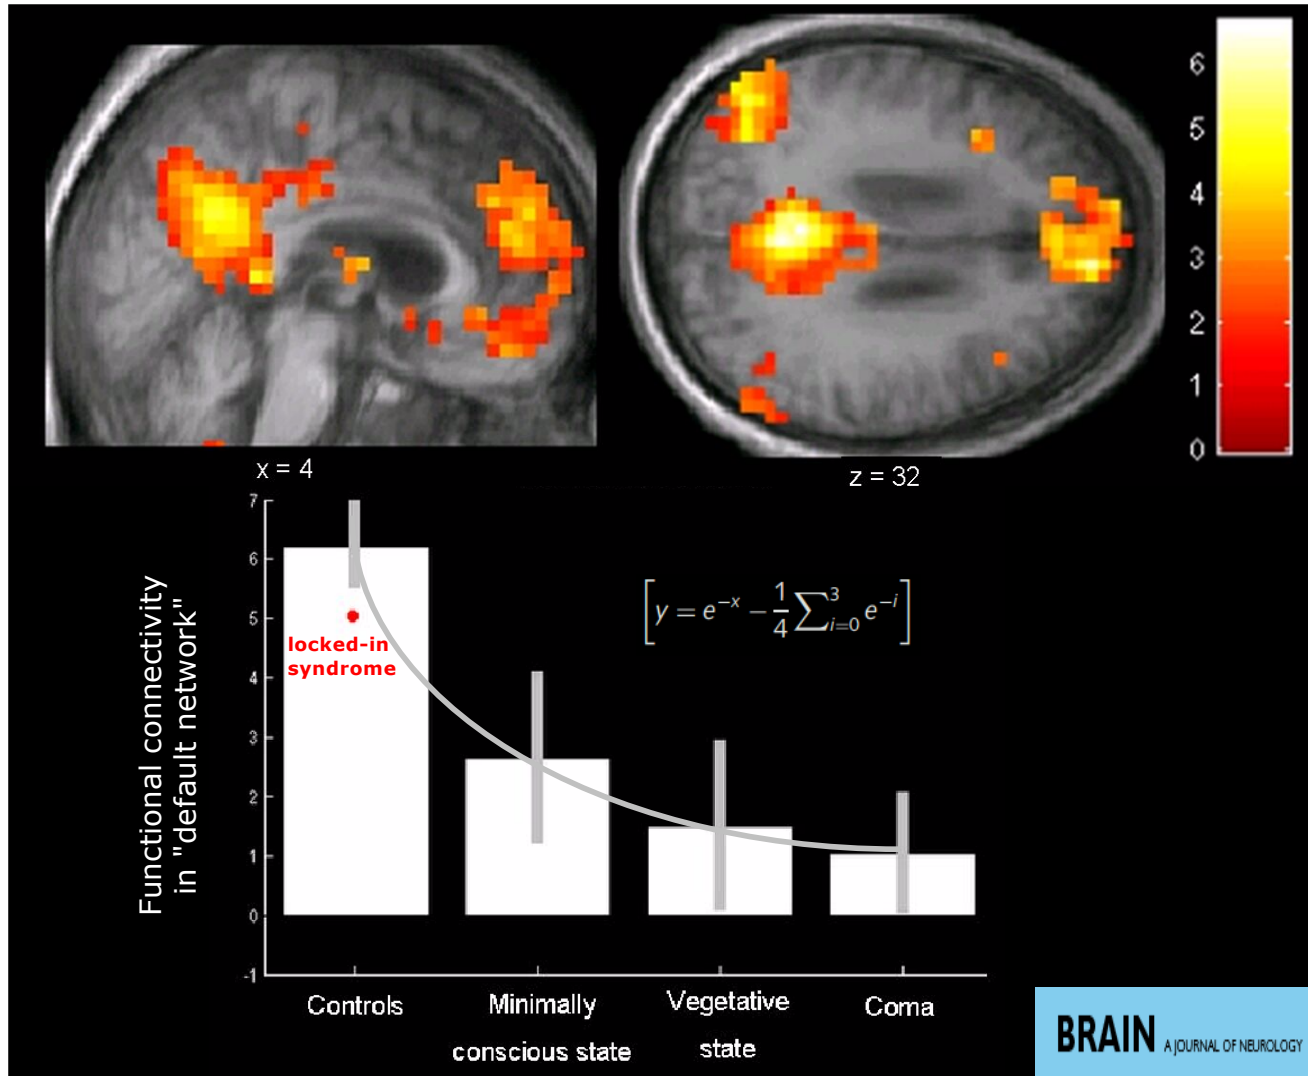 6
5
4
3
2
1
0
x = 4
z = 32
Functional connectivity
in "default network"
7
6
5
4
3
2
1
0
-1
locked-in
syndrome
[y = e^{-x} - \frac{1}{4} \sum_{i=0}^{3} e^{-i}]
Controls
Minimally
conscious state
Vegetative
state
Coma
BRAIN A JOURNAL OF NEUROLOGY